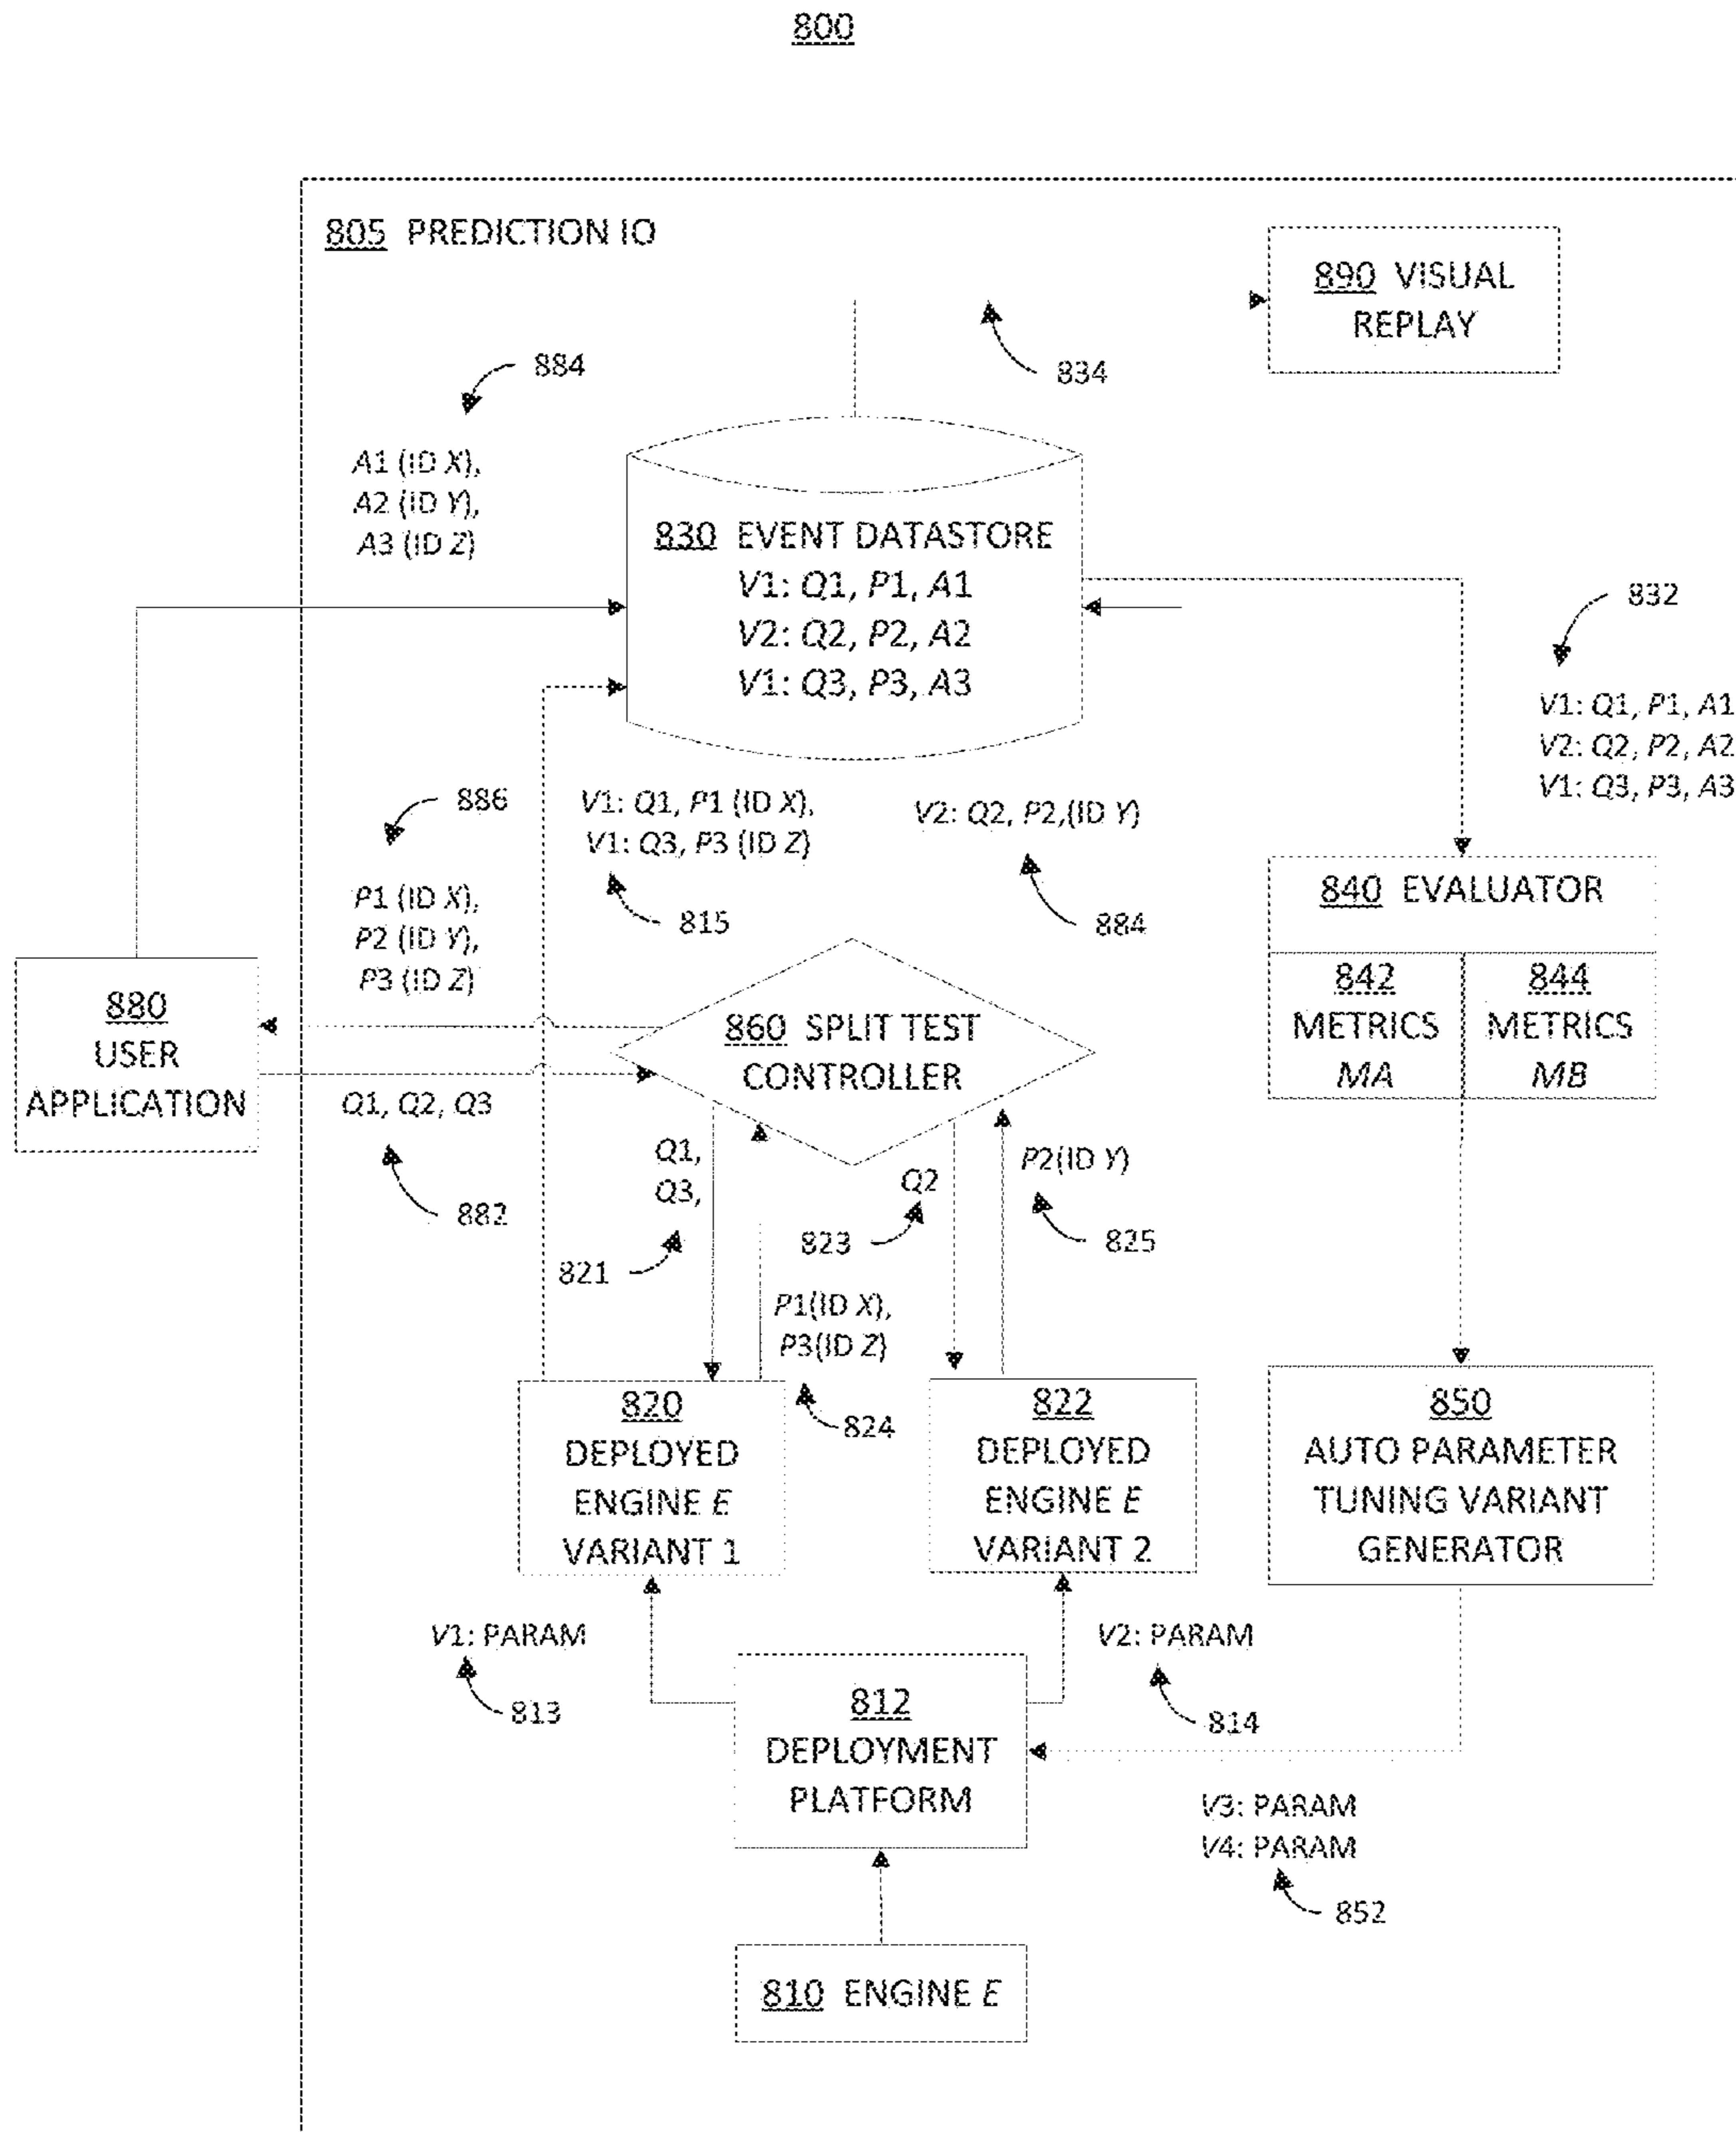 800
805 PREDICTION IO
890 VISUAL
REPLAY
834
884
A1 (ID X),
A2 (ID Y),
A3 (ID Z)
830 EVENT DATASTORE
V1: Q1, P1, A1
V2: Q2, P2, A2
V1: Q3, P3, A3
832
V1: Q1, P1, A1
V2: Q2, P2, A2
V1: Q3, P3, A3
886
P1 (ID X),
P2 (ID Y),
P3 (ID Z)
V1: Q1, P1 (ID X),
V1: Q3, P3 (ID Z)
815
V2: Q2, P2,(ID Y)
884
840 EVALUATOR
842
METRICS
MA
844
METRICS
MB
880
USER
APPLICATION
860 SPLIT TEST
CONTROLLER
Q1, Q2, Q3
882
Q1,
Q3,
821
P1(ID X),
P3(ID Z)
824
Q2
823
P2(ID Y)
825
820
DEPLOYED
ENGINE E
VARIANT 1
822
DEPLOYED
ENGINE E
VARIANT 2
850
AUTO PARAMETER
TUNING VARIANT
GENERATOR
V1: PARAM
813
V2: PARAM
814
812
DEPLOYMENT
PLATFORM
V3: PARAM
V4: PARAM
852
810 ENGINE E